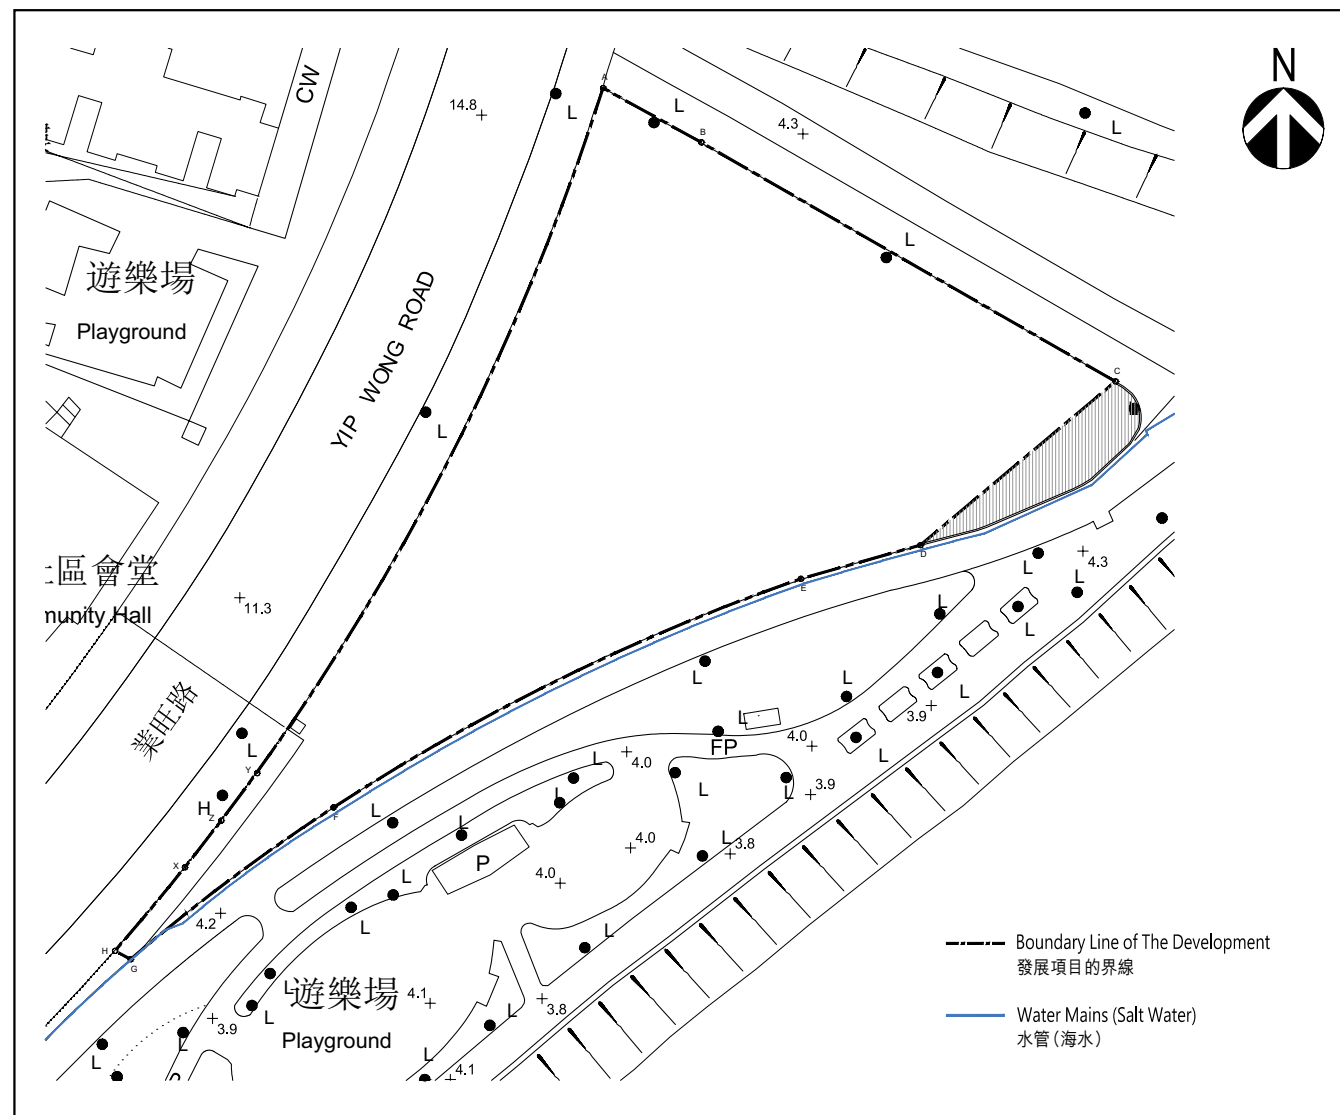 N
CW
A
L
14.8
L
B
4.3
L
L
遊樂場
Playground
YIP WONG ROAD
L
C
D
E
區會堂
munity Hall
11.3
業旺路
L
4.3
L
L
L
L
L
L
3.9
L
L
FP
4.0
4.0
L
L
L
L
3.9
Y
H
Z
F
L
L
4.0
L
3.8
X
P
L
4.0
L
4.2
H
G
L
L
遊樂場
Playground
4.1
3.8
L
L
3.9
L
L
L
4.1
Boundary Line of The Development
發展項目的界線
Water Mains (Salt Water)
水管(海水)